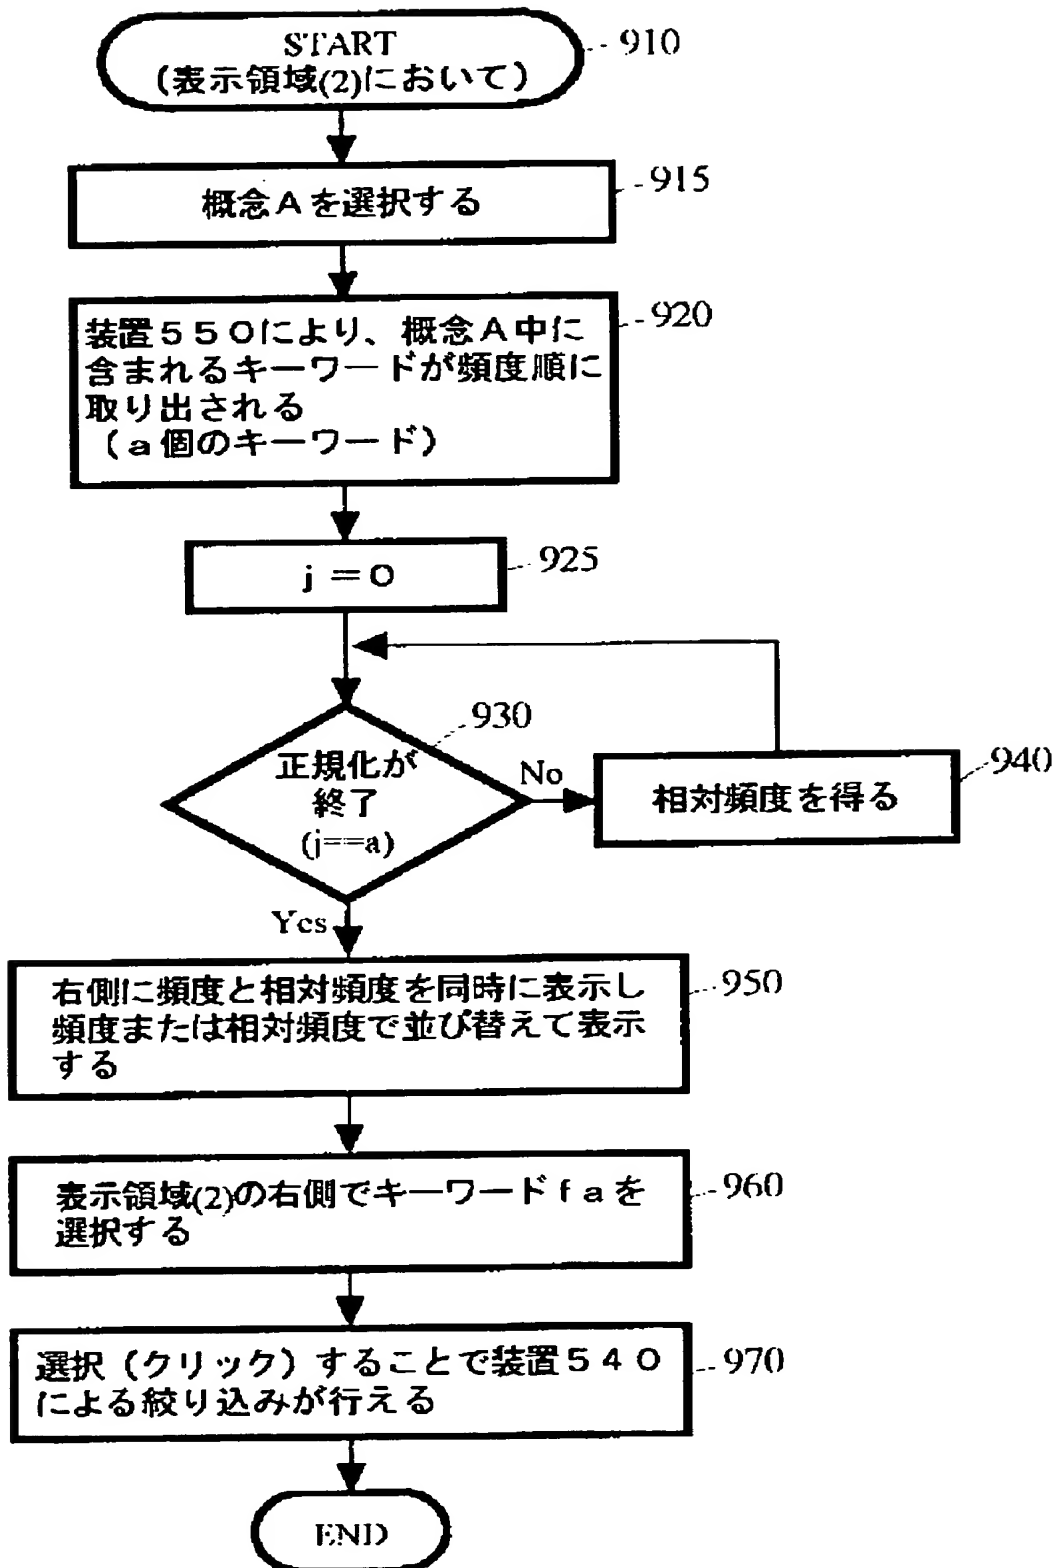 START
(表示領域(2)において)
910
概念Aを選択する
915
装置550により、概念A中に
含まれるキーワードが頻度順に
取り出される
(a個のキーワード)
920
j=0
925
正規化が
終了
(j==a)
930
No
相対頻度を得る
940
Yes
右側に頻度と相対頻度を同時に表示し
頻度または相対頻度で並び替えて表示
する
950
表示領域(2)の右側でキーワードfaを
選択する
960
選択(クリック)することで装置540
による絞り込みが行える
970
END